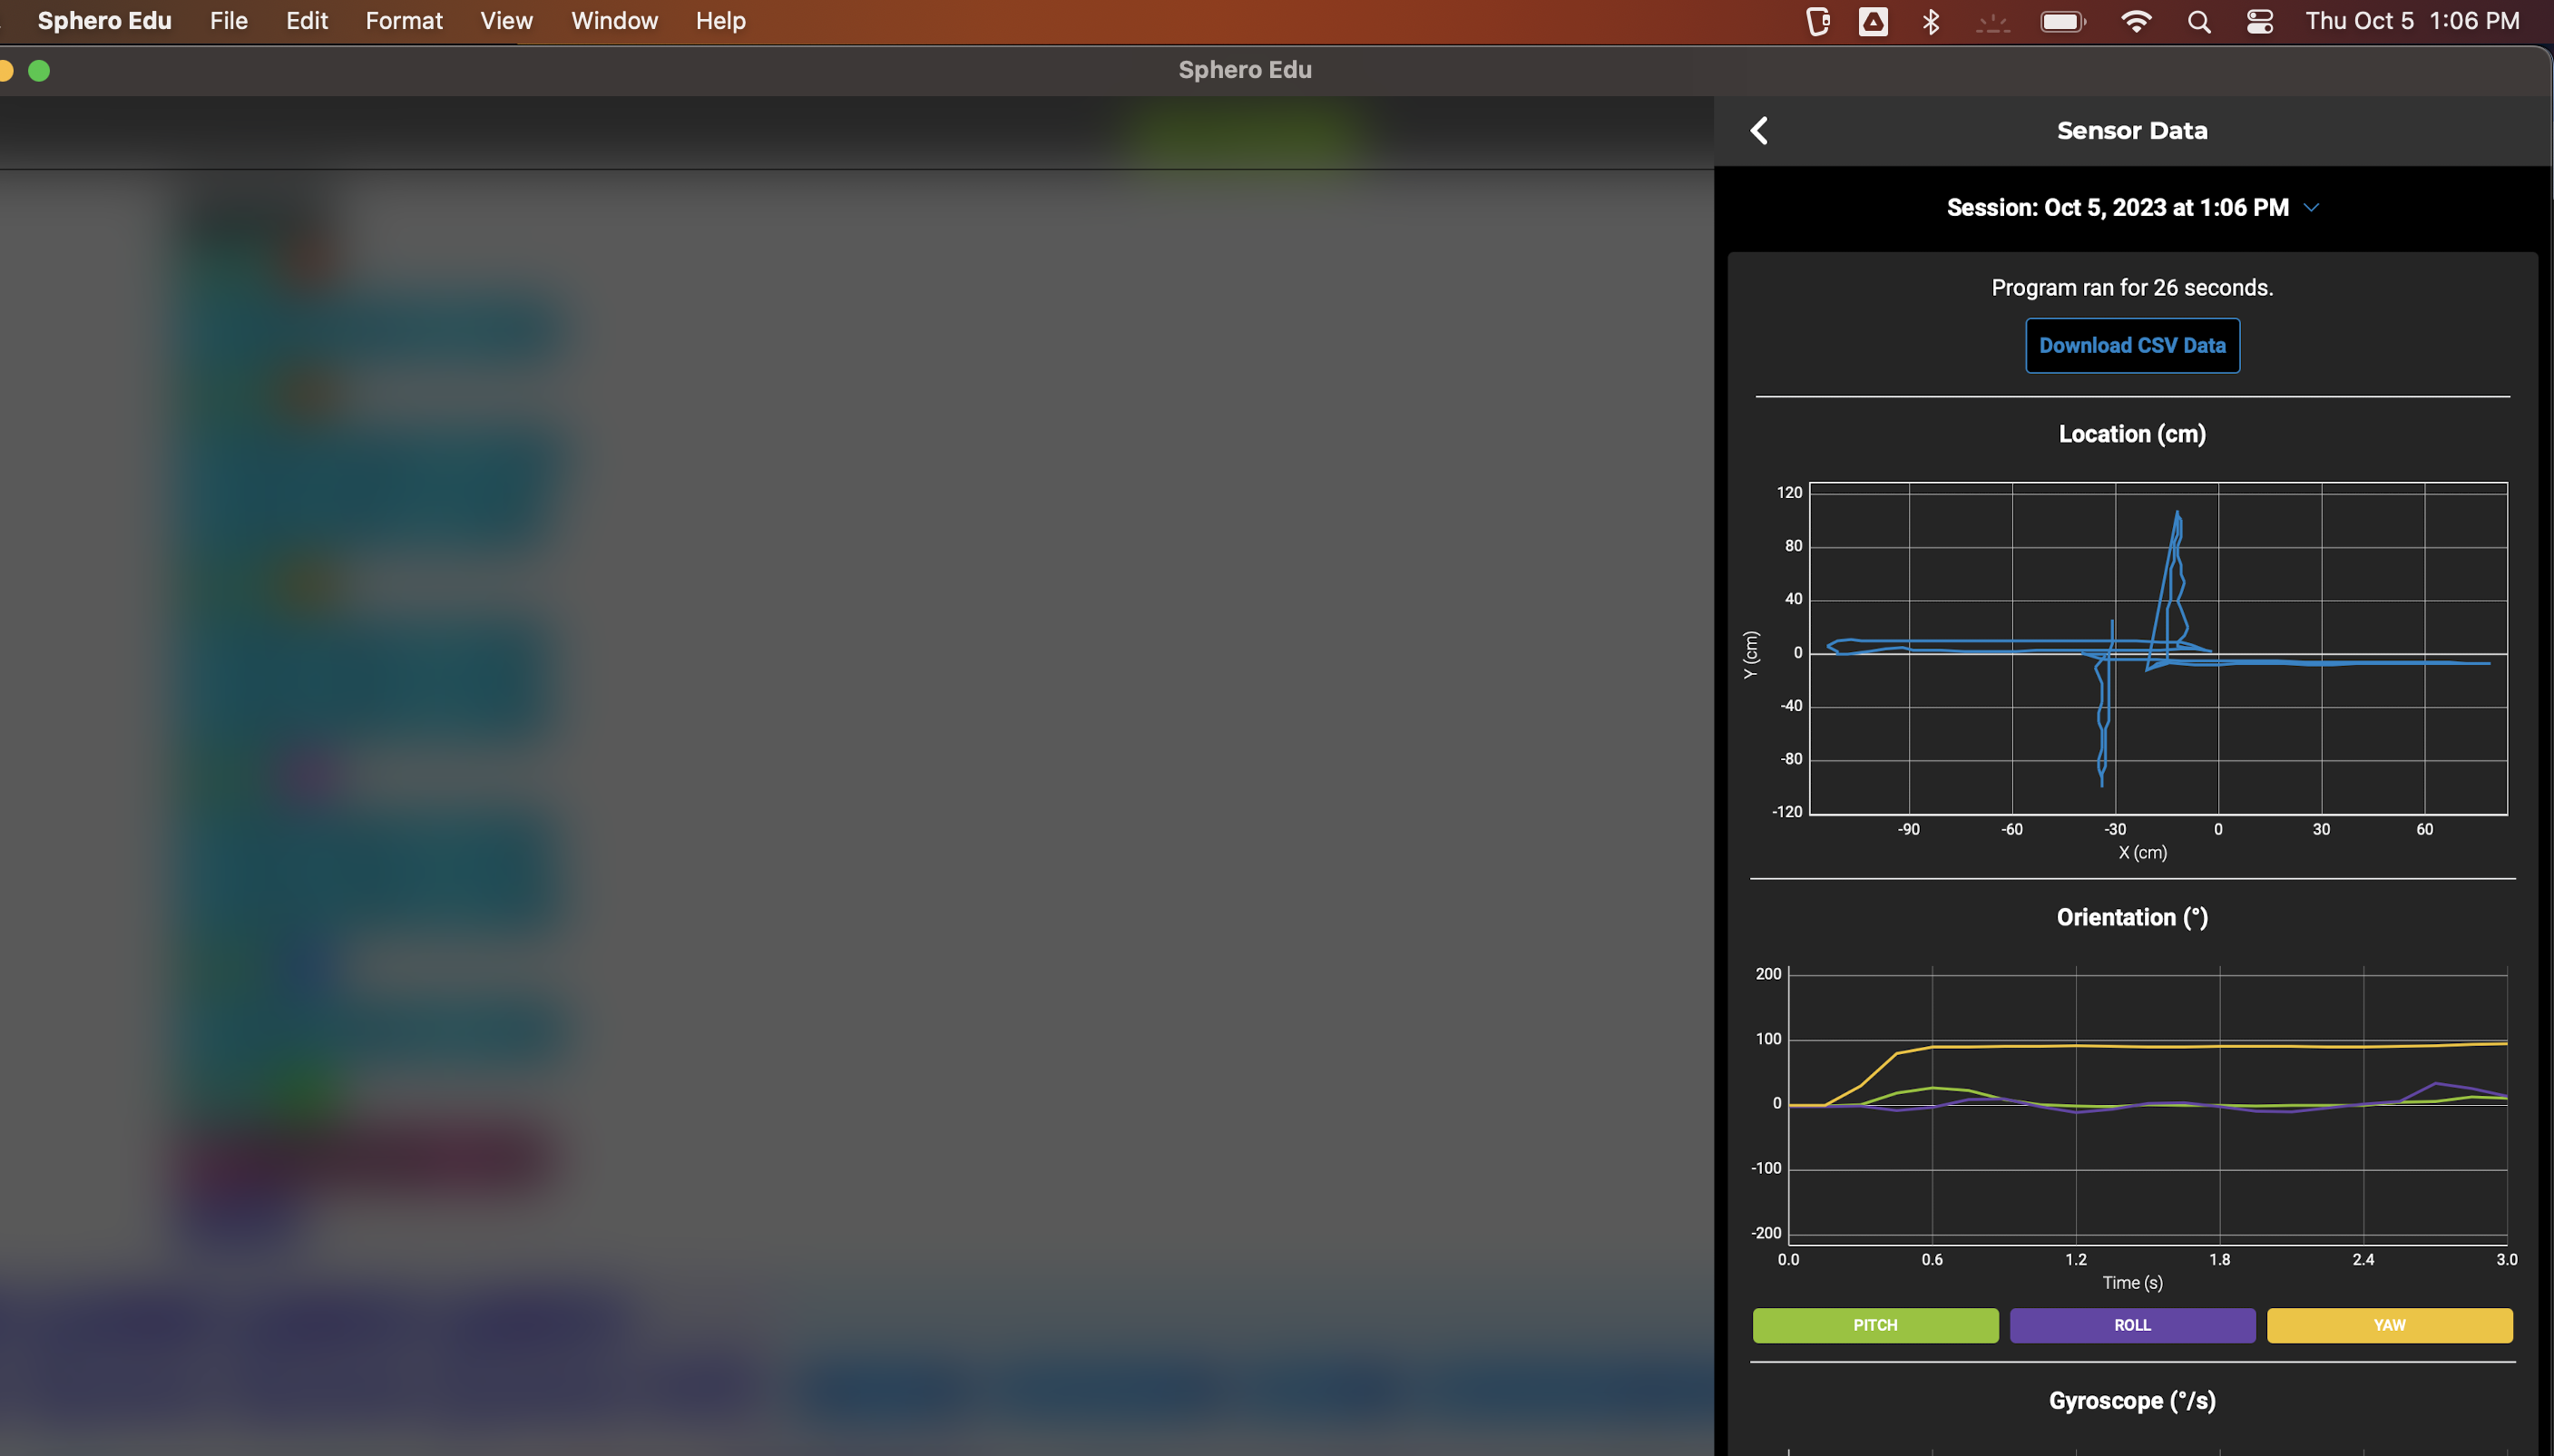 Sphero Edu File Edit Format View Window Help Thu Oct 5 1:06 PM
Sphero Edu
Sensor Data
Session: Oct 5, 2023 at 1:06 PM
Program ran for 26 seconds.
Download CSV Data
Location (cm)
120
80
40
0
-40
-80
-120
Y (cm)
-90 -60 -30 0 30 60
X (cm)
Orientation (°)
200
100
0
-100
-200
0.0 0.6 1.2 1.8 2.4 3.0
Time (s)
PITCH ROLL YAW
Gyroscope (°/s)